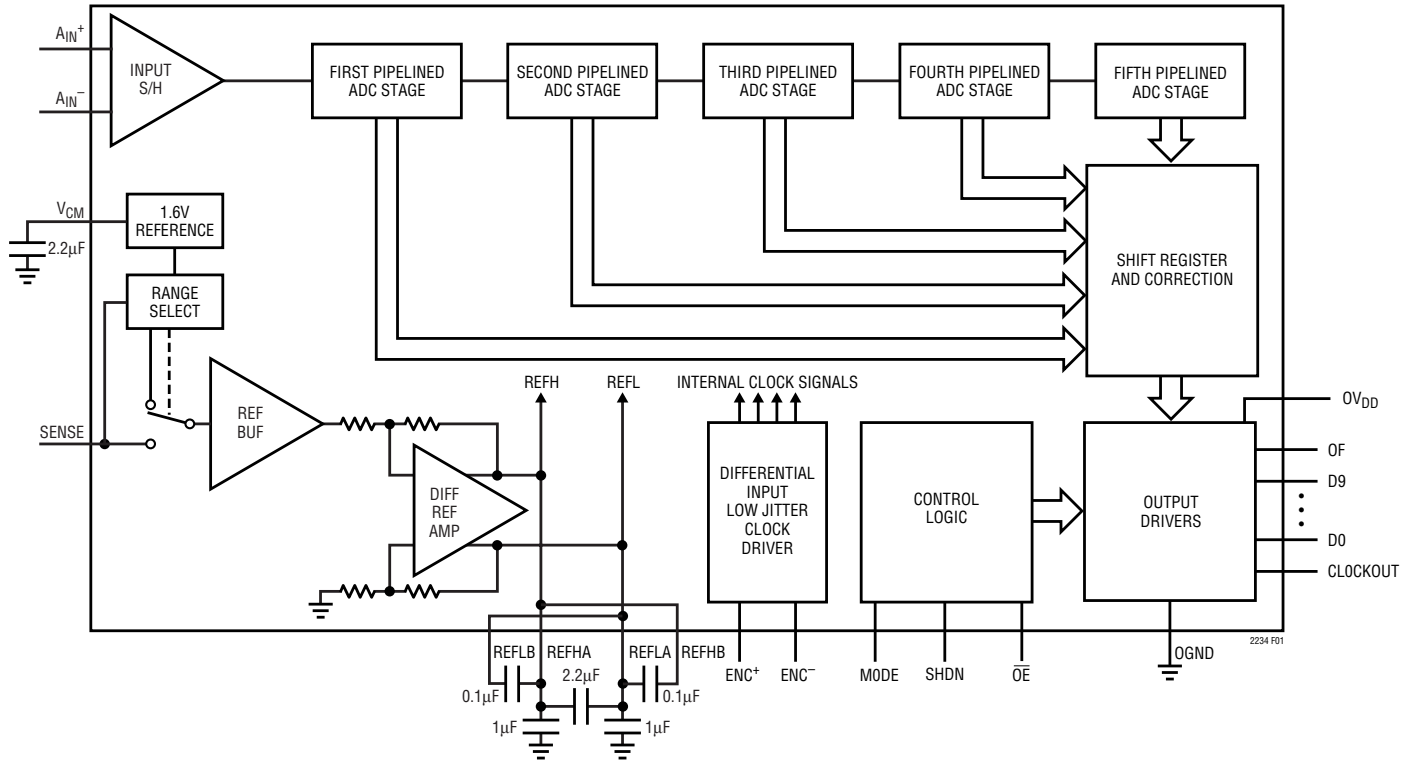 AIN+
AIN−
INPUT
S/H
FIRST PIPELINED
ADC STAGE
SECOND PIPELINED
ADC STAGE
THIRD PIPELINED
ADC STAGE
FOURTH PIPELINED
ADC STAGE
FIFTH PIPELINED
ADC STAGE
VCM
2.2µF
1.6V
REFERENCE
RANGE
SELECT
SHIFT REGISTER
AND CORRECTION
SENSE
REF
BUF
DIFF
REF
AMP
REFH
REFL
INTERNAL CLOCK SIGNALS
DIFFERENTIAL
INPUT
LOW JITTER
CLOCK
DRIVER
CONTROL
LOGIC
OUTPUT
DRIVERS
OVDD
OF
D9
D0
CLOCKOUT
2234 F01
REFLB
REFHA
REFLA
REFHB
0.1µF
2.2µF
0.1µF
1µF
1µF
ENC+
ENC−
MODE
SHDN
O̅E̅
OGND